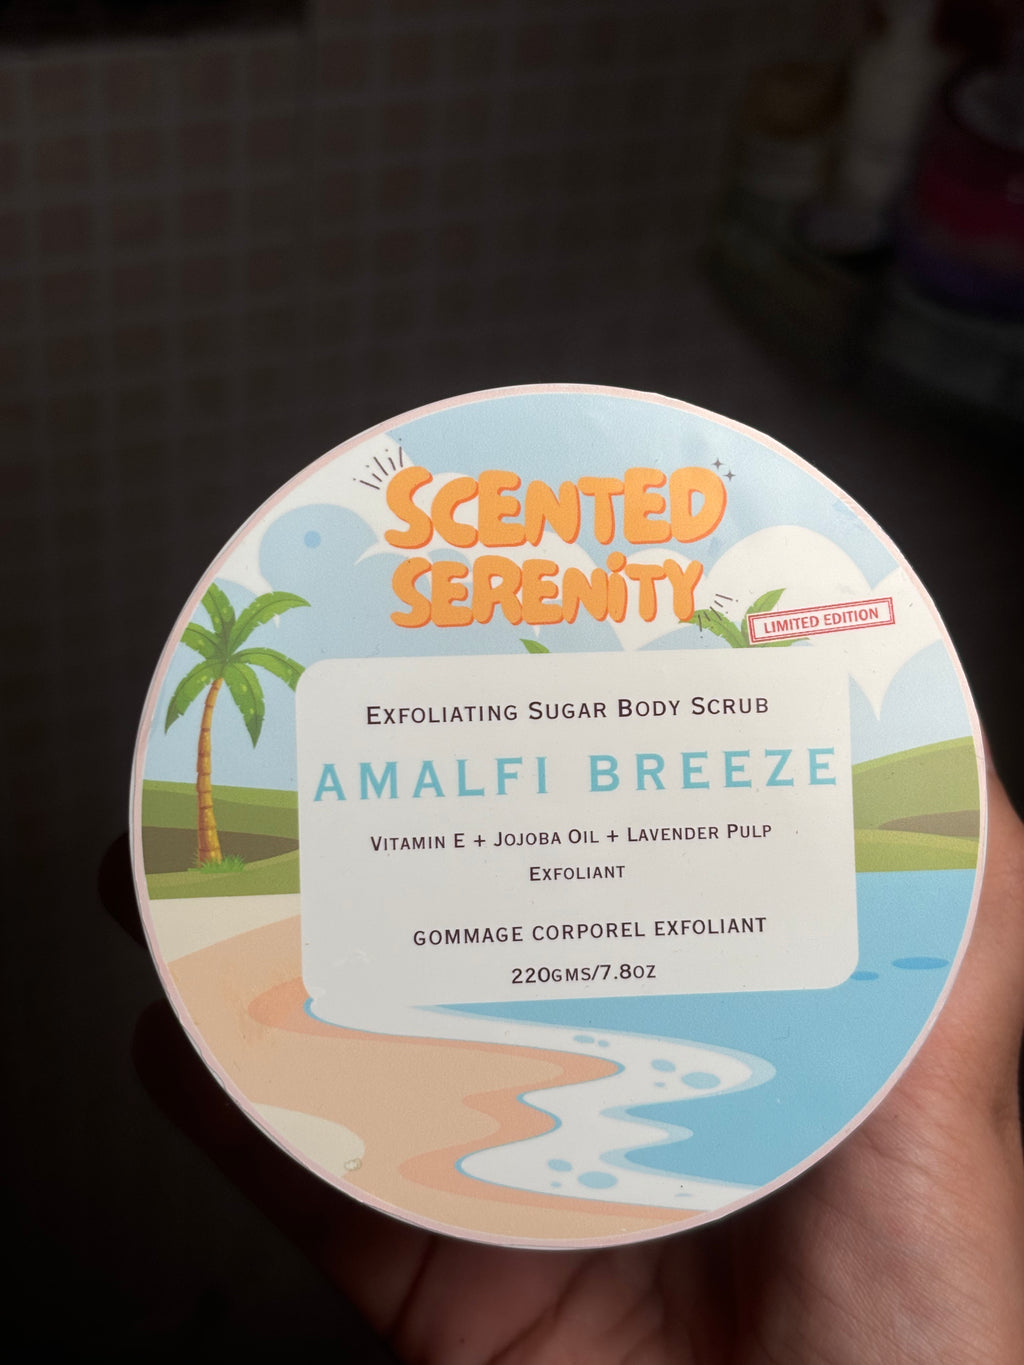 SCENTED
SERENiTY
LIMITED EDITION
EXFOLIATING SUGAR BODY SCRUB
AMALFI BREEZE
VITAMIN E + JOJOBA OIL + LAVENDER PULP
EXFOLIANT
GOMMAGE CORPOREL EXFOLIANT
220GMS/7.8OZ